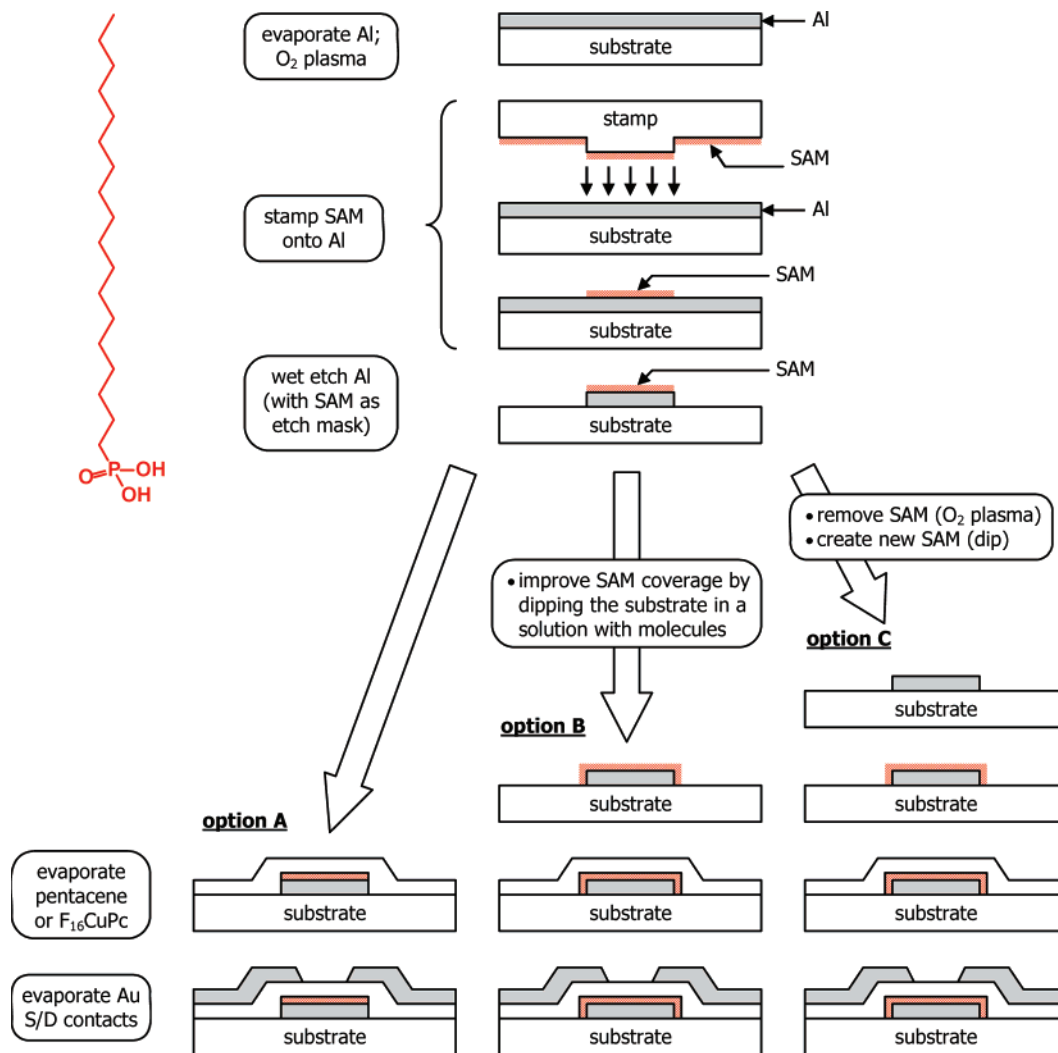 evaporate Al;
O₂ plasma
Al
substrate
stamp
SAM
stamp SAM
onto Al
Al
substrate
SAM
substrate
wet etch Al
(with SAM as
etch mask)
SAM
substrate
O=P-OH
OH
• remove SAM (O₂ plasma)
• create new SAM (dip)
• improve SAM coverage by
dipping the substrate in a
solution with molecules
option C
substrate
option B
substrate
substrate
option A
evaporate
pentacene
or F₁₆CuPc
substrate
substrate
substrate
evaporate Au
S/D contacts
substrate
substrate
substrate